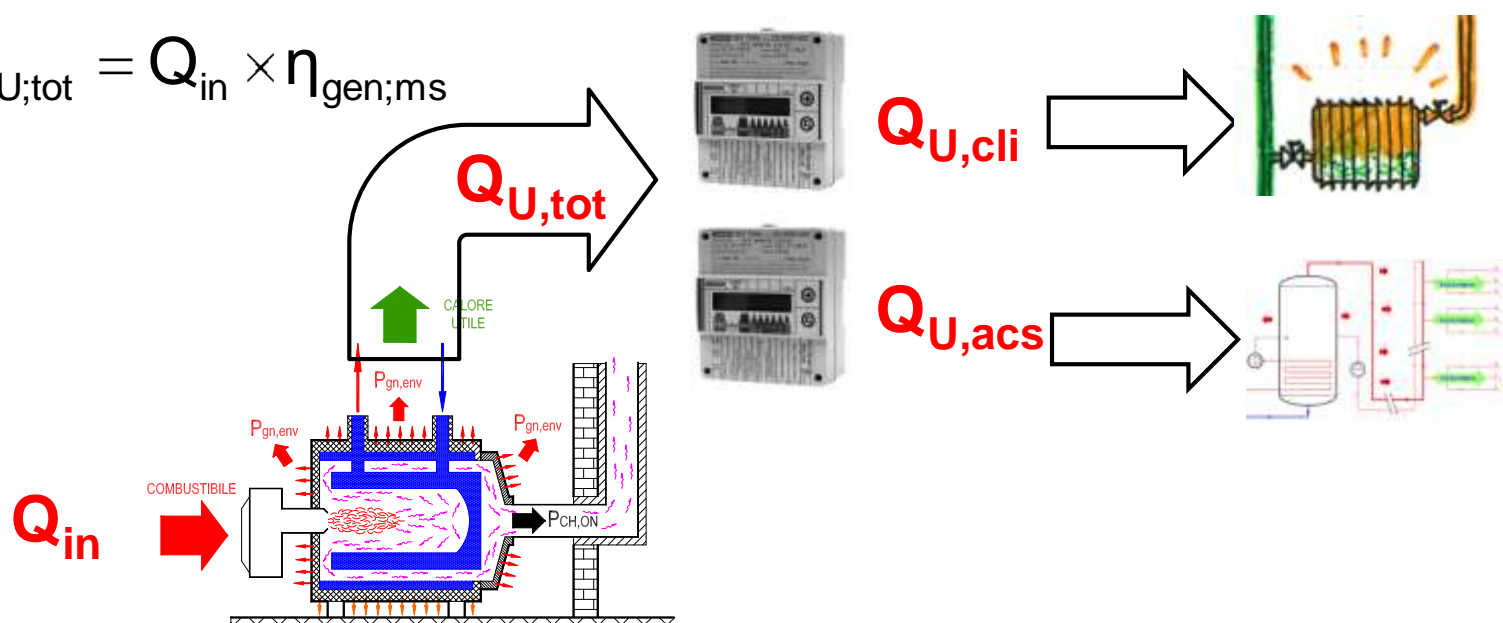 U;tot = Qin × ηgen;ms
QU,cli
QU,tot
QU,acs
CALORE
UTILE
Pgn,env
Pgn,env
Pgn,env
COMBUSTIBILE
Qin
PCH,ON